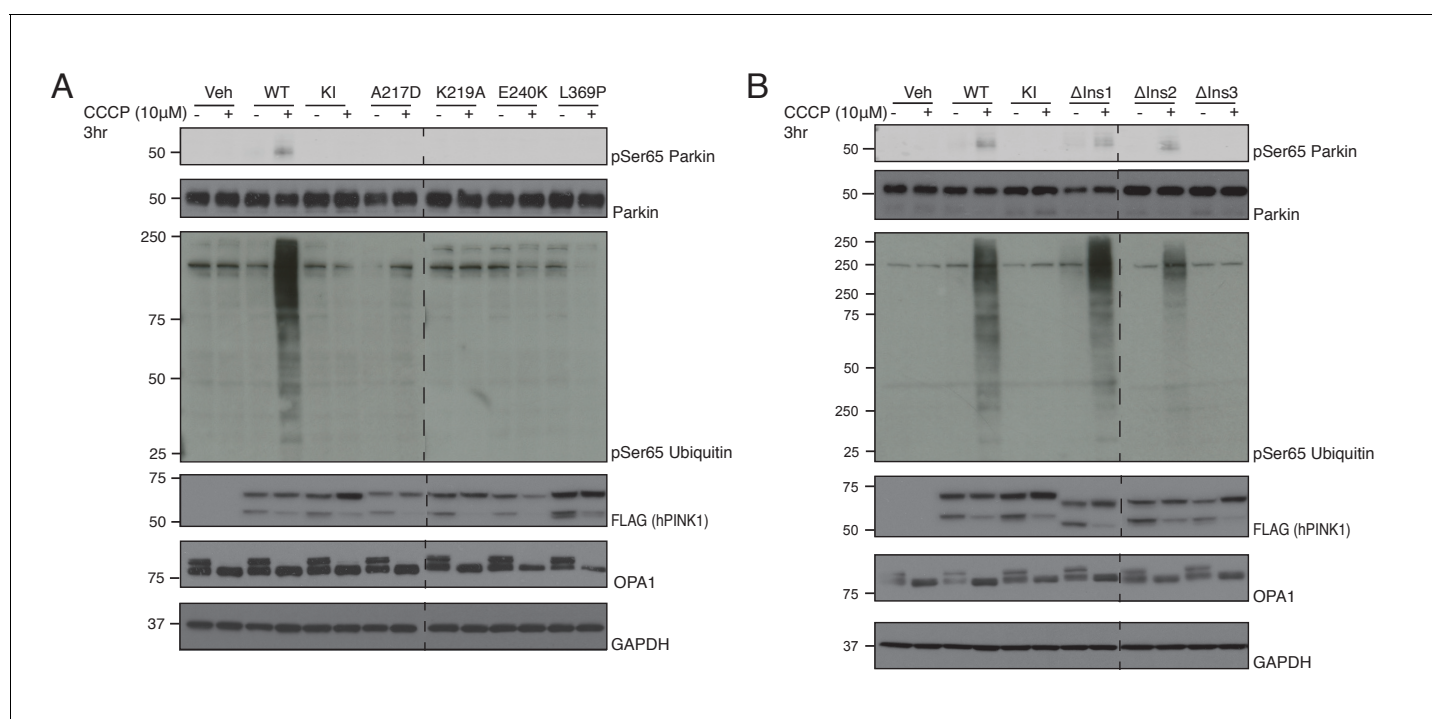 A
Veh WT KI A217D K219A E240K L369P
CCCP (10µM) - + - + - + - + - + - + - +
3hr
50
pSer65 Parkin
50
Parkin
250
75
50
25
pSer65 Ubiquitin
75
50
FLAG (hPINK1)
75
OPA1
37
GAPDH
B
Veh WT KI ΔIns1 ΔIns2 ΔIns3
CCCP (10µM) - + - + - + - + - + - +
3hr
50
pSer65 Parkin
50
Parkin
250
250
250
75
50
250
25
pSer65 Ubiquitin
75
50
FLAG (hPINK1)
75
OPA1
37
GAPDH